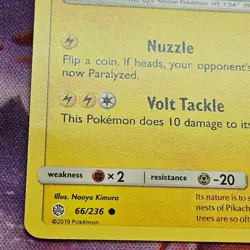 NO. 025 Mouse Pokémon HT: 1'04"
Nuzzle
Flip a coin. If heads, your opponent's
now Paralyzed.
Volt Tackle
This Pokémon does 10 damage to its
weakness ×2 resistance -20
Illus. Naoyo Kimura
66/236
©2019 Pokémon
Its nature is to s
nests of Pikach
trees are so oft